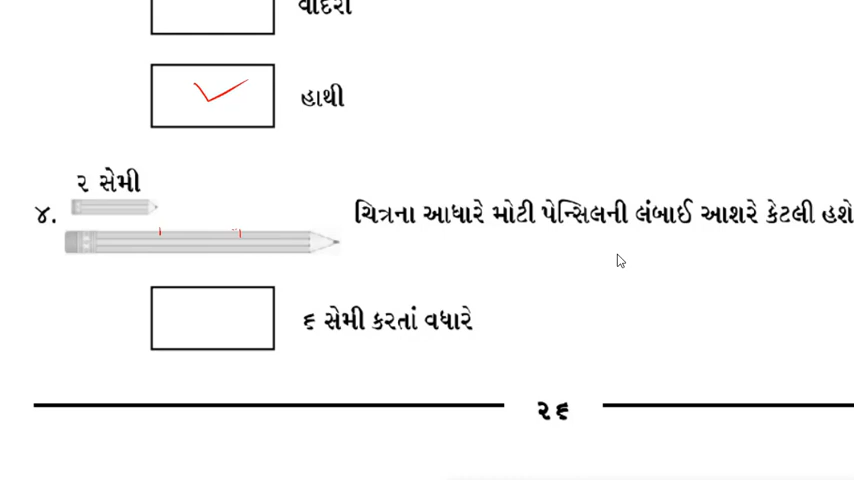 હાથી
૨ સેમી
૪. ચિત્રના આધારે મોટી પેન્સિલની લંબાઈ આશરે કેટલી હશે
૬ સેમી કરતાં વધારે
૨૬